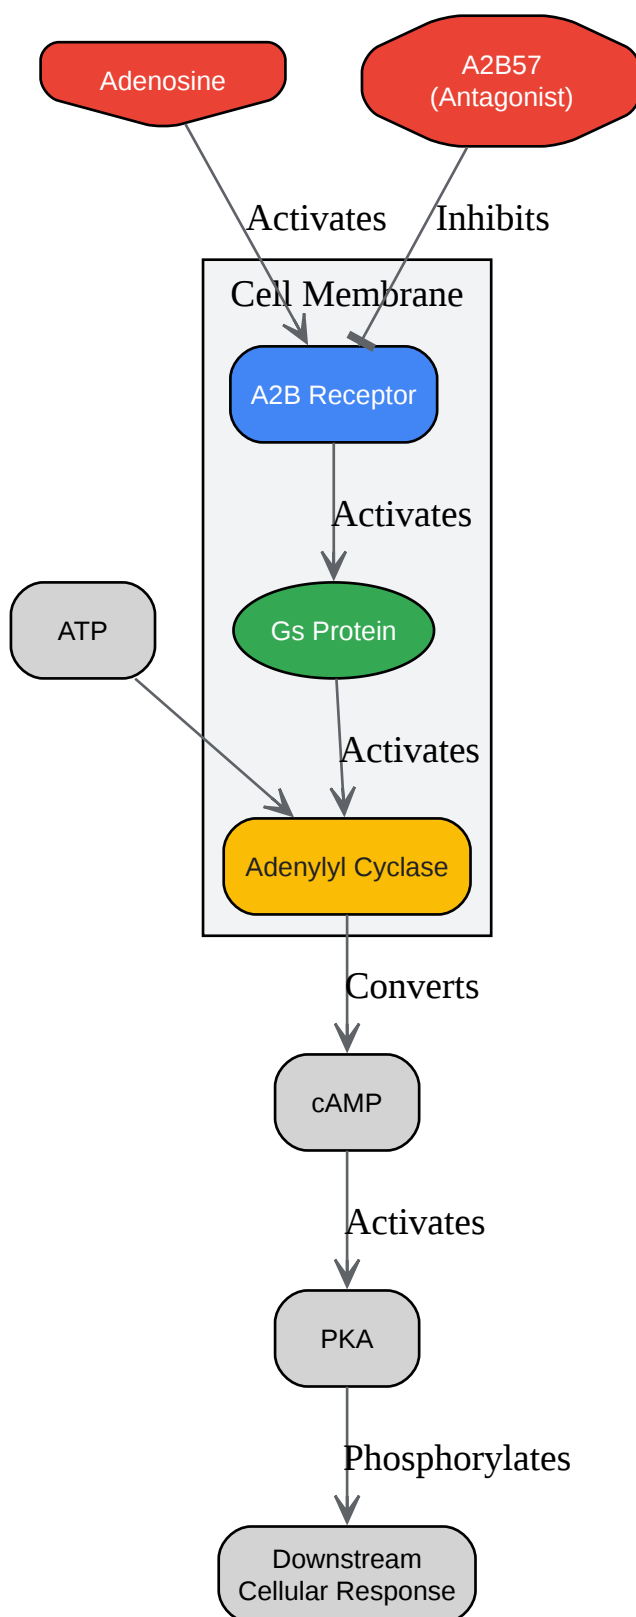 Adenosine
A2B57
(Antagonist)
Activates
Inhibits
Cell Membrane
A2B Receptor
Activates
ATP
Gs Protein
Activates
Adenylyl Cyclase
Converts
cAMP
Activates
PKA
Phosphorylates
Downstream
Cellular Response